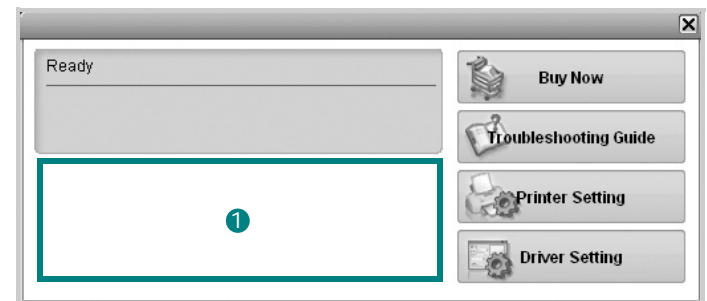 Ready
Buy Now
Troubleshooting Guide
1
Printer Setting
Driver Setting